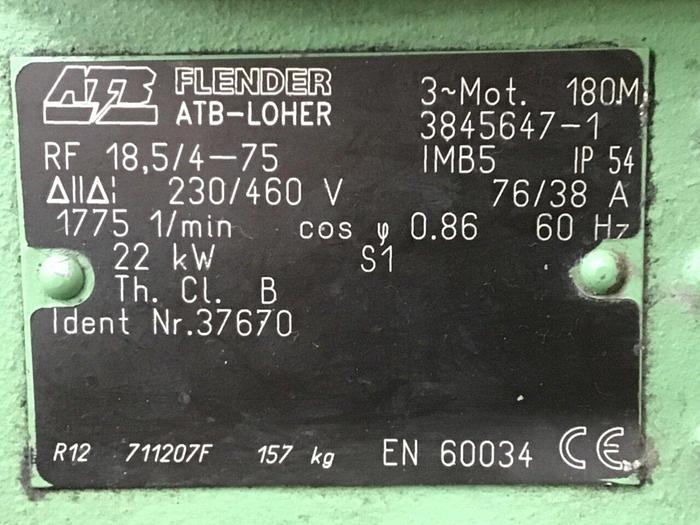 ATB FLENDER 3~Mot. 180M
ATB-LOHER 3845647-1
RF 18,5/4-75 IMB5 IP 54
Δ||Δ¦ 230/460 V 76/38 A
1775 1/min cos φ 0.86 60 Hz
22 kW S1
Th. Cl. B
Ident Nr.37670
R12 711207F 157 kg EN 60034 CE